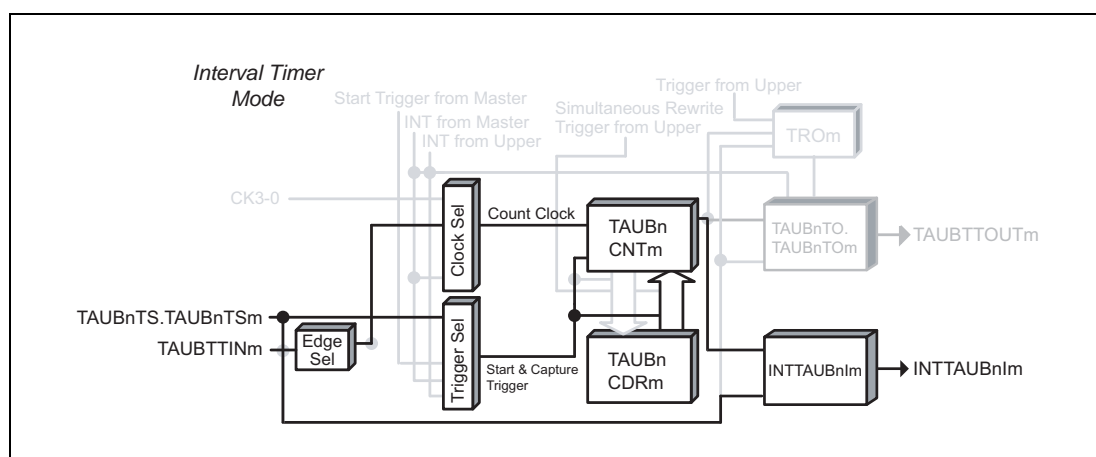 Interval Timer
Mode
Start Trigger from Master
INT from Master
INT from Upper
Simultaneous Rewrite
Trigger from Upper
Trigger from Upper
TROm
CK3-0
Clock Sel
Count Clock
TAUBn
CNTm
TAUBnTO.
TAUBnTOm
TAUBTTOUTm
TAUBnTS.TAUBnTSm
TAUBTTINm
Edge
Sel
Trigger Sel
Start & Capture
Trigger
TAUBn
CDRm
INTTAUBnIm
INTTAUBnIm